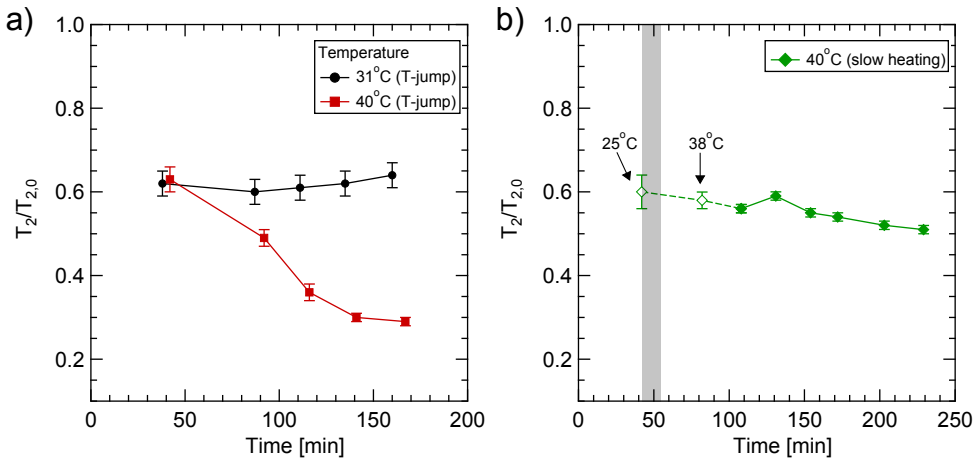 a)
T2/T2,0
1.0
0.8
0.6
0.4
0.2
Temperature
31°C (T-jump)
40°C (T-jump)
0 50 100 150 200
Time [min]
b)
T2/T2,0
1.0
0.8
0.6
0.4
0.2
40°C (slow heating)
25°C
38°C
0 50 100 150 200 250
Time [min]